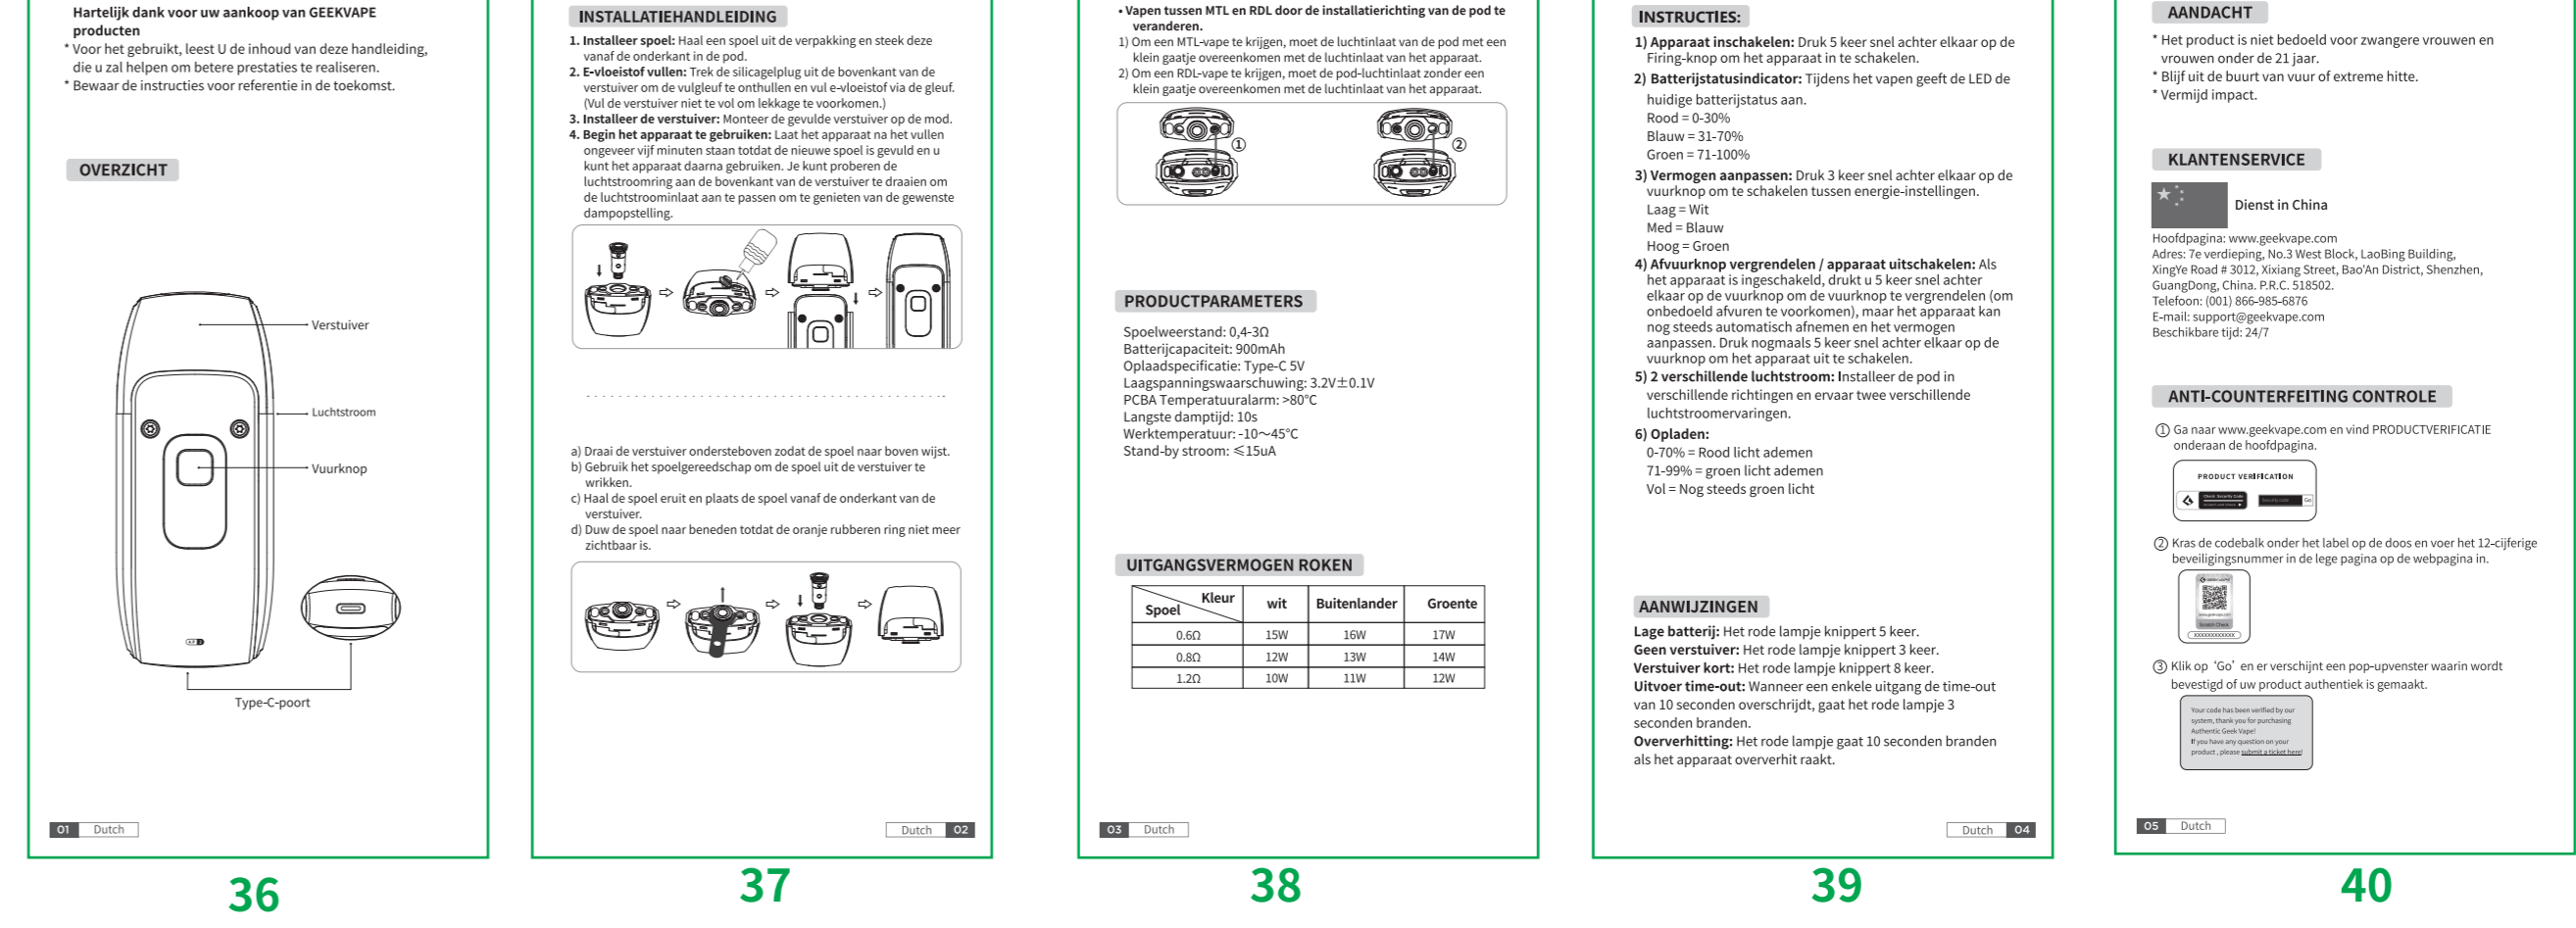 Hartelijk dank voor uw aankoop van GEEKVAPE
producten
* Voor het gebruikt, leest U de inhoud van deze handleiding,
die u zal helpen om betere prestaties te realiseren.
* Bewaar de instructies voor referentie in de toekomst.
OVERZICHT
Verstuiver
Luchtstroom
Vuurknop
Type-C-poort
01 Dutch
36
INSTALLATIEHANDLEIDING
1. Installeer spoel: Haal een spoel uit de verpakking en steek deze
vanaf de onderkant in de pod.
2. E-vloeistof vullen: Trek de silicagelplug uit de bovenkant van de
verstuiver om de vulgleuf te onthullen en vul e-vloeistof via de gleuf.
(Vul de verstuiver niet te vol om lekkage te voorkomen.)
3. Installeer de verstuiver: Monteer de gevulde verstuiver op de mod.
4. Begin het apparaat te gebruiken: Laat het apparaat na het vullen
ongeveer vijf minuten staan totdat de nieuwe spoel is gevuld en u
kunt het apparaat daarna gebruiken. Je kunt proberen de
luchtstroomring aan de bovenkant van de verstuiver te draaien om
de luchtstroominlaat aan te passen om te genieten van de gewenste
dampopstelling.
a) Draai de verstuiver ondersteboven zodat de spoel naar boven wijst.
b) Gebruik het spoelgereedschap om de spoel uit de verstuiver te
wrikken.
c) Haal de spoel eruit en plaats de spoel vanaf de onderkant van de
verstuiver.
d) Duw de spoel naar beneden totdat de oranje rubberen ring niet meer
zichtbaar is.
Dutch 02
37
• Vapen tussen MTL en RDL door de installatierichting van de pod te
veranderen.
1) Om een MTL-vape te krijgen, moet de luchtinlaat van de pod met een
klein gaatje overeenkomen met de luchtinlaat van het apparaat.
2) Om een RDL-vape te krijgen, moet de pod-luchtinlaat zonder een
klein gaatje overeenkomen met de luchtinlaat van het apparaat.
① ②
PRODUCTPARAMETERS
Spoelweerstand: 0,4-3Ω
Batterijcapaciteit: 900mAh
Oplaadspecificatie: Type-C 5V
Laagspanningswaarschuwing: 3.2V±0.1V
PCBA Temperatuuralarm: >80°C
Langste damptijd: 10s
Werktemperatuur: -10～45°C
Stand-by stroom: ≤15uA
UITGANGSVERMOGEN ROKEN
Spoel Kleur wit Buitenlander Groente
0.6Ω 15W 16W 17W
0.8Ω 12W 13W 14W
1.2Ω 10W 11W 12W
03 Dutch
38
INSTRUCTIES:
1) Apparaat inschakelen: Druk 5 keer snel achter elkaar op de
Firing-knop om het apparaat in te schakelen.
2) Batterijstatusindicator: Tijdens het vapen geeft de LED de
huidige batterijstatus aan.
Rood = 0-30%
Blauw = 31-70%
Groen = 71-100%
3) Vermogen aanpassen: Druk 3 keer snel achter elkaar op de
vuurknop om te schakelen tussen energie-instellingen.
Laag = Wit
Med = Blauw
Hoog = Groen
4) Afvuurknop vergrendelen / apparaat uitschakelen: Als
het apparaat is ingeschakeld, drukt u 5 keer snel achter
elkaar op de vuurknop om de vuurknop te vergrendelen (om
onbedoeld afvuren te voorkomen), maar het apparaat kan
nog steeds automatisch afnemen en het vermogen
aanpassen. Druk nogmaals 5 keer snel achter elkaar op de
vuurknop om het apparaat uit te schakelen.
5) 2 verschillende luchtstroom: Installeer de pod in
verschillende richtingen en ervaar twee verschillende
luchtstroomervaringen.
6) Opladen:
0-70% = Rood licht ademen
71-99% = groen licht ademen
Vol = Nog steeds groen licht
AANWIJZINGEN
Lage batterij: Het rode lampje knippert 5 keer.
Geen verstuiver: Het rode lampje knippert 3 keer.
Verstuiver kort: Het rode lampje knippert 8 keer.
Uitvoer time-out: Wanneer een enkele uitgang de time-out
van 10 seconden overschrijdt, gaat het rode lampje 3
seconden branden.
Oververhitting: Het rode lampje gaat 10 seconden branden
als het apparaat oververhit raakt.
Dutch 04
39
AANDACHT
* Het product is niet bedoeld voor zwangere vrouwen en
vrouwen onder de 21 jaar.
* Blijf uit de buurt van vuur of extreme hitte.
* Vermijd impact.
KLANTENSERVICE
Dienst in China
Hoofdpagina: www.geekvape.com
Adres: 7e verdieping, No.3 West Block, LaoBing Building,
XingYe Road # 3012, Xixiang Street, Bao'An District, Shenzhen,
GuangDong, China. P.R.C. 518502.
Telefoon: (001) 866-985-6876
E-mail: support@geekvape.com
Beschikbare tijd: 24/7
ANTI-COUNTERFEITING CONTROLE
① Ga naar www.geekvape.com en vind PRODUCTVERIFICATIE
onderaan de hoofdpagina.
PRODUCT VERIFICATION
Check Security Code
Go
② Kras de codebalk onder het label op de doos en voer het 12-cijferige
beveiligingsnummer in de lege pagina op de webpagina in.
Scratch Check
XXXXXXXXXXXX
③ Klik op ‘Go’ en er verschijnt een pop-upvenster waarin wordt
bevestigd of uw product authentiek is gemaakt.
Your code has been verified by our
system, thank you for purchasing
Authentic Geek Vape!
If you have any question on your
product , please submit a ticket here!
05 Dutch
40